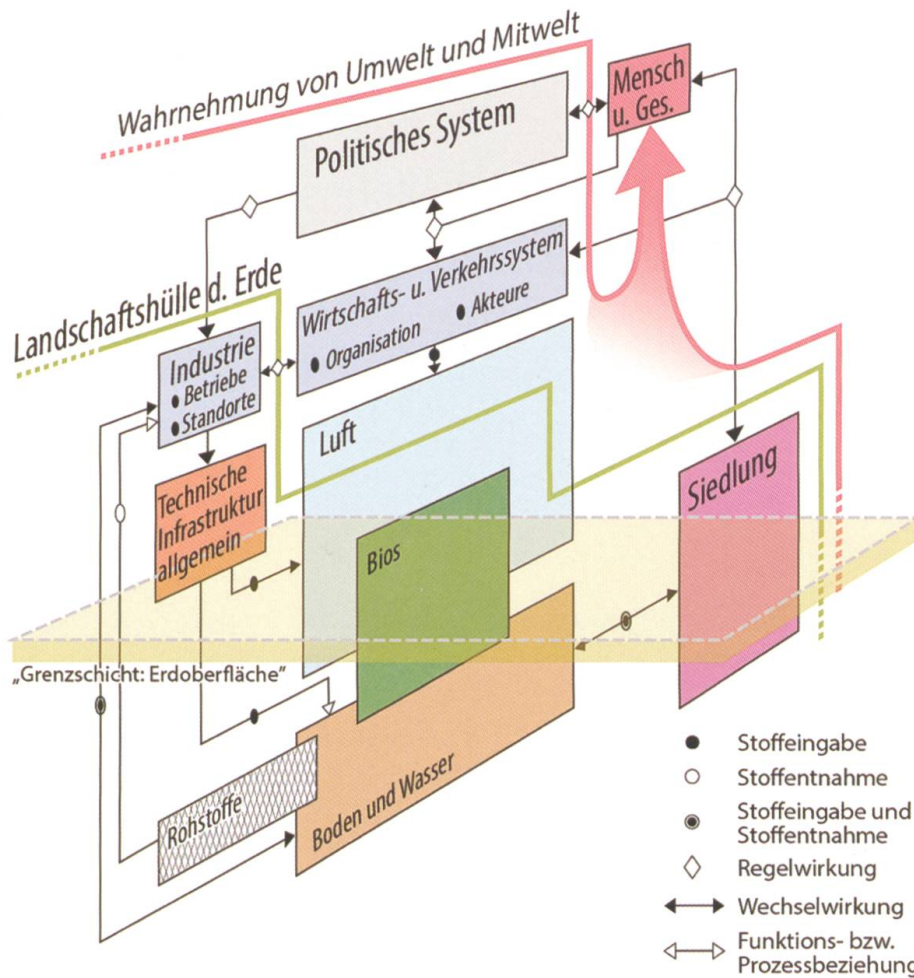 Wahrnehmung von Umwelt und Mitwelt
Mensch
u. Ges.
Politisches System
Landschaftshülle d. Erde
Wirtschafts- u. Verkehrssystem
Organisation
Akteure
Industrie
Betriebe
Standorte
Luft
Technische
Infrastruktur
allgemein
Bios
Siedlung
„Grenzschicht: Erdoberfläche”
Rohstoffe
Boden und Wasser
Stoffeingabe
Stoffentnahme
Stoffeingabe und
Stoffentnahme
Regelwirkung
Wechselwirkung
Funktions- bzw.
Prozessbeziehung